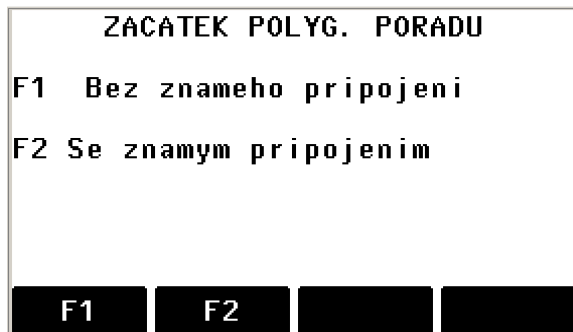 ZACATEK POLYG. PORADU
F1 Bez znameho pripojeni
F2 Se znamym pripojenim
F1 F2